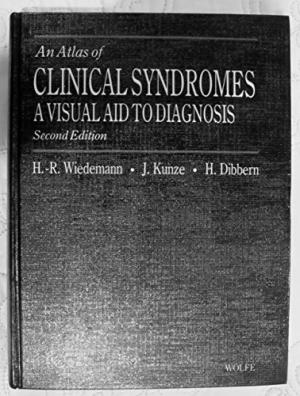 An Atlas of
CLINICAL SYNDROMES
A VISUAL AID TO DIAGNOSIS
Second Edition
H.-R. Wiedemann • J. Kunze • H. Dibbern
WOLFE